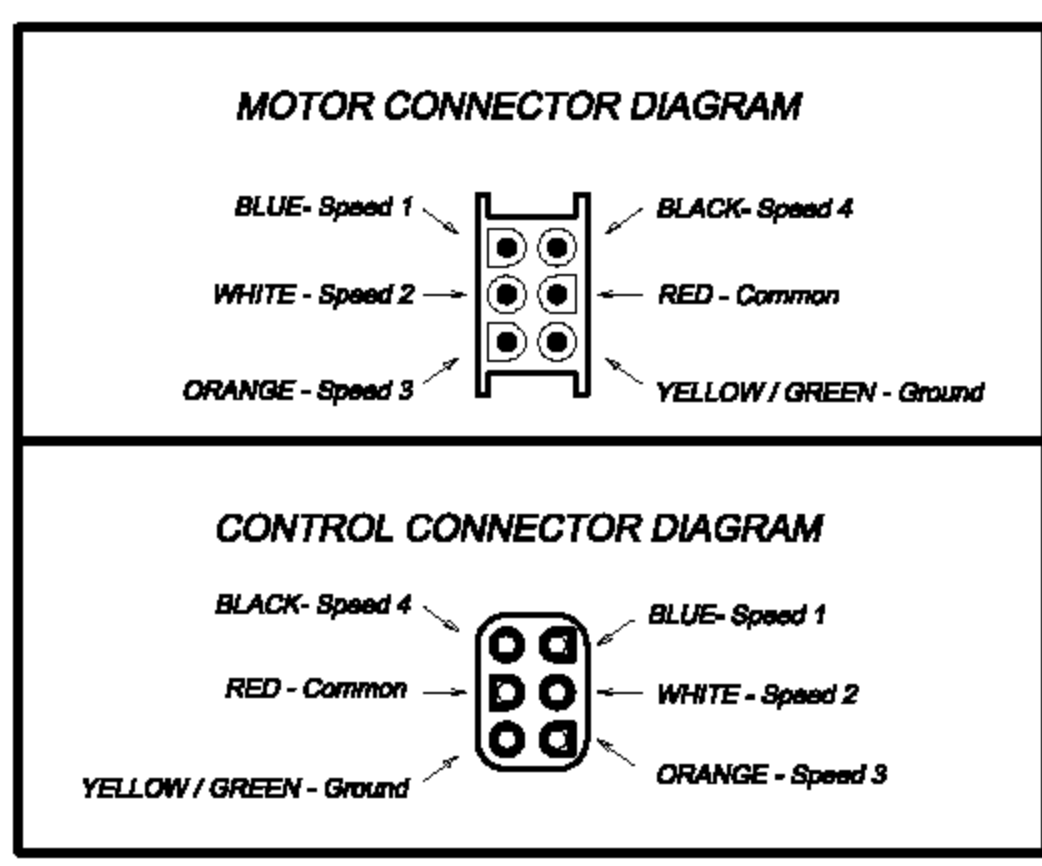 MOTOR CONNECTOR DIAGRAM
BLUE- Speed 1
BLACK- Speed 4
WHITE - Speed 2
RED - Common
ORANGE - Speed 3
YELLOW / GREEN - Ground
CONTROL CONNECTOR DIAGRAM
BLACK- Speed 4
BLUE- Speed 1
RED - Common
WHITE - Speed 2
YELLOW / GREEN - Ground
ORANGE - Speed 3